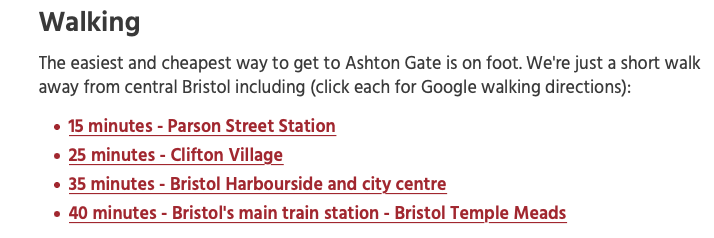 Walking
The easiest and cheapest way to get to Ashton Gate is on foot. We're just a short walk
away from central Bristol including (click each for Google walking directions):
• 15 minutes - Parson Street Station
• 25 minutes - Clifton Village
• 35 minutes - Bristol Harbourside and city centre
• 40 minutes - Bristol's main train station - Bristol Temple Meads